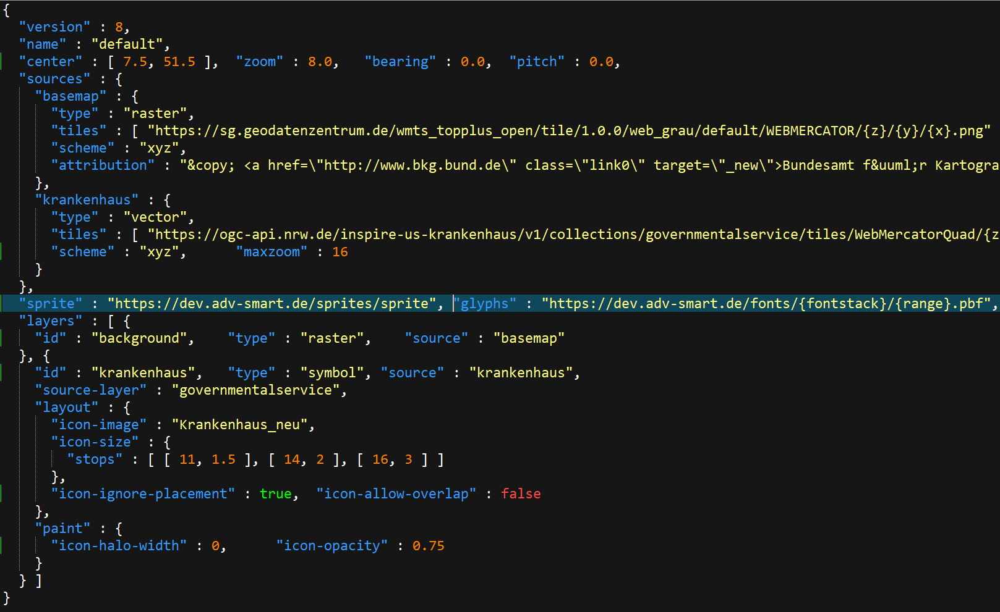 {
  "version" : 8,
  "name" : "default",
  "center" : [ 7.5, 51.5 ],  "zoom" : 8.0,   "bearing" : 0.0,  "pitch" : 0.0,
  "sources" : {
    "basemap" : {
      "type" : "raster",
      "tiles" : [ "https://sg.geodatenzentrum.de/wmts_topplus_open/tile/1.0.0/web_grau/default/WEBMERCATOR/{z}/{y}/{x}.png"
      "scheme" : "xyz",
      "attribution" : "&copy; <a href=\"http://www.bkg.bund.de\" class=\"link0\" target=\"_new\">Bundesamt f&uuml;r Kartogra
    },
    "krankenhaus" : {
      "type" : "vector",
      "tiles" : [ "https://ogc-api.nrw.de/inspire-us-krankenhaus/v1/collections/governmentalservice/tiles/WebMercatorQuad/{z
      "scheme" : "xyz",      "maxzoom" : 16
    }
  },
  "sprite" : "https://dev.adv-smart.de/sprites/sprite", "glyphs" : "https://dev.adv-smart.de/fonts/{fontstack}/{range}.pbf",
  "layers" : [ {
    "id" : "background",    "type" : "raster",    "source" : "basemap"
  }, {
    "id" : "krankenhaus",   "type" : "symbol", "source" : "krankenhaus",
    "source-layer" : "governmentalservice",
    "layout" : {
      "icon-image" : "Krankenhaus_neu",
      "icon-size" : {
        "stops" : [ [ 11, 1.5 ], [ 14, 2 ], [ 16, 3 ] ]
      },
      "icon-ignore-placement" : true,  "icon-allow-overlap" : false
    },
    "paint" : {
      "icon-halo-width" : 0,      "icon-opacity" : 0.75
    }
  } ]
}